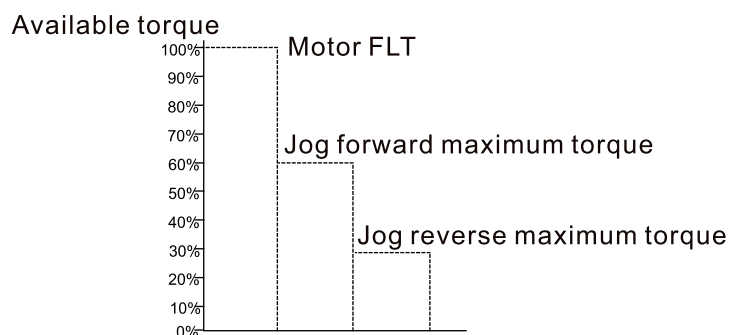 Available torque
100%
Motor FLT
90%
80%
70%
Jog forward maximum torque
60%
50%
40%
Jog reverse maximum torque
30%
20%
10%
0%